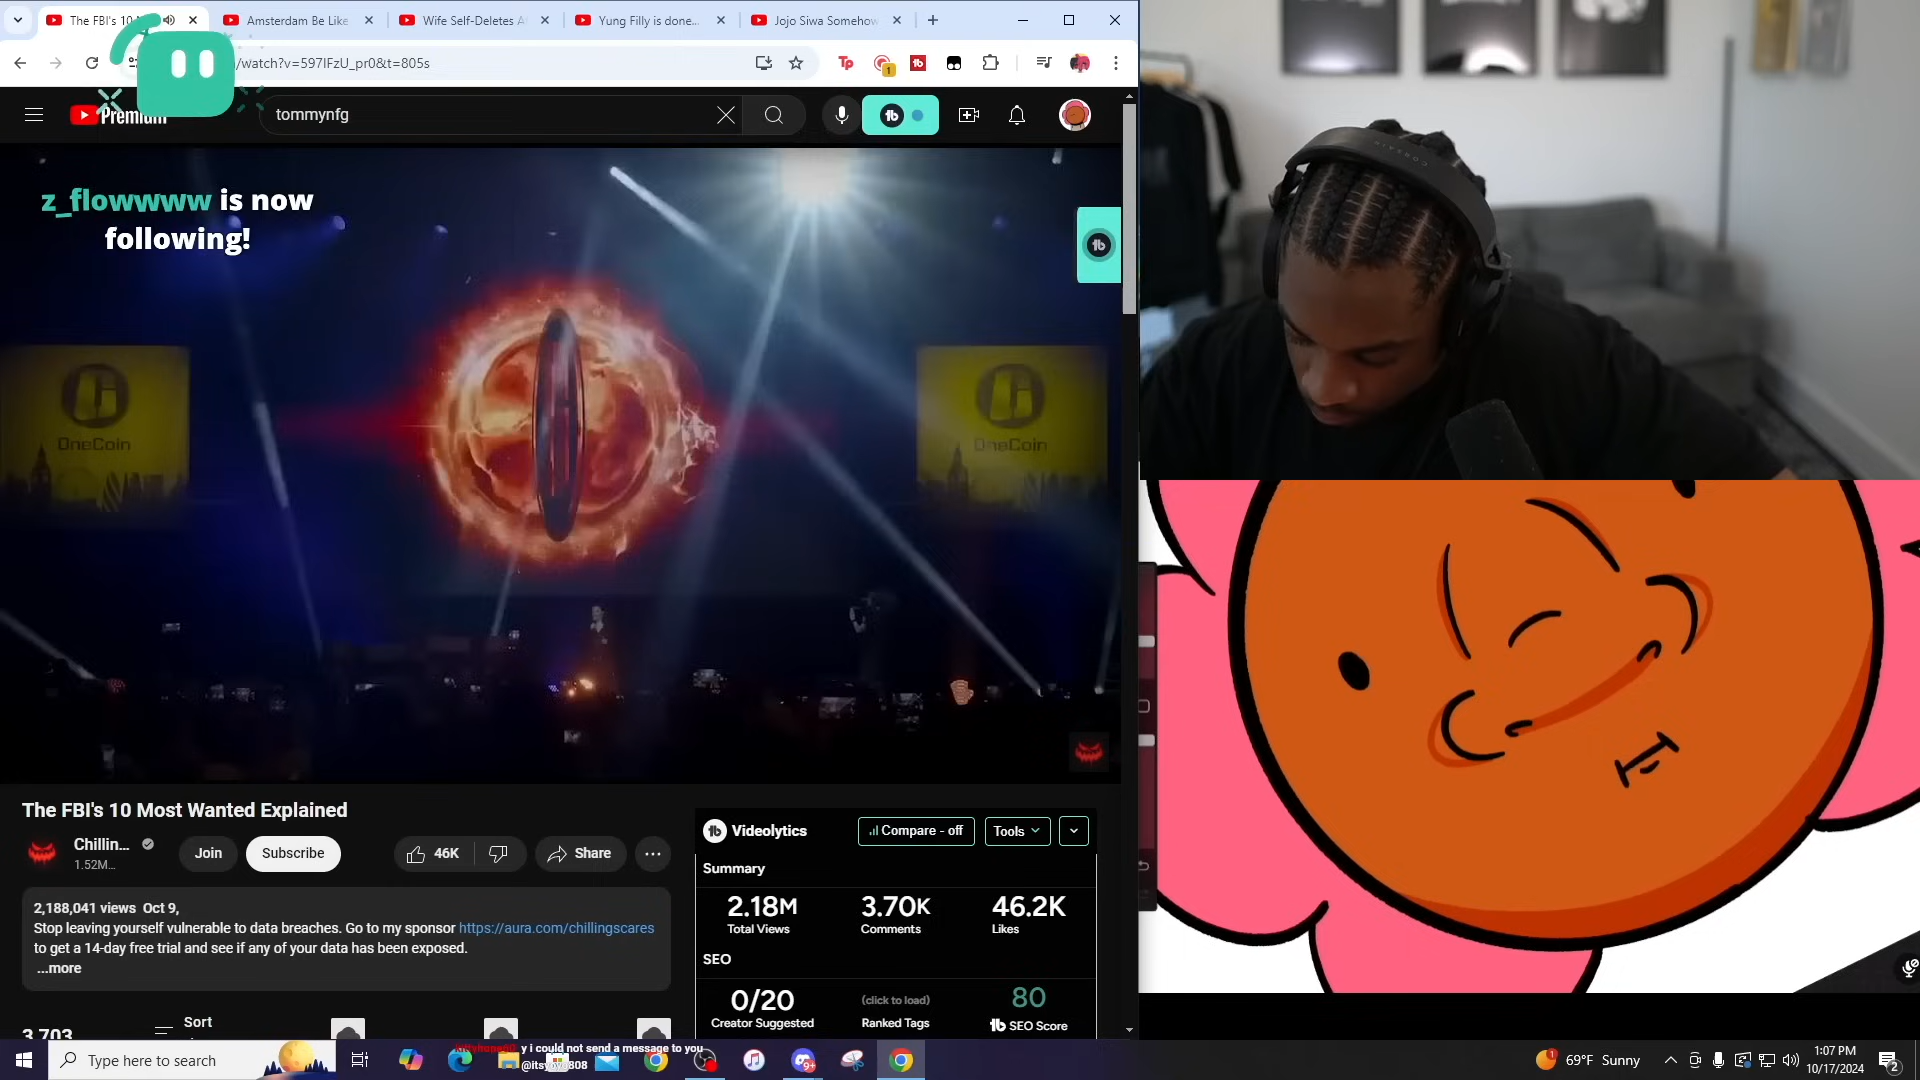 The FBI's 10
Amsterdam Be Like
Wife Self-Deletes A
Yung Filly is done...
Jojo Siwa Somehow
/watch?v=597IFzU_pr0&t=805s
1
Premium
tommynfg
z_flowwww is now
following!
OneCoin
OneCoin
CORSAIR
The FBI's 10 Most Wanted Explained
Chillin...
1.52M...
Join
Subscribe
46K
Share
2,188,041 views Oct 9,
Stop leaving yourself vulnerable to data breaches. Go to my sponsor https://aura.com/chillingscares
to get a 14-day free trial and see if any of your data has been exposed.
...more
3,703
Sort
Videolytics
Compare - off
Tools
Summary
2.18M
3.70K
46.2K
Total Views
Comments
Likes
SEO
0/20
(click to load)
80
Creator Suggested
Ranked Tags
SEO Score
Type here to search
y i could not send a message to you
9+
69°F Sunny
1:07 PM
10/17/2024
2